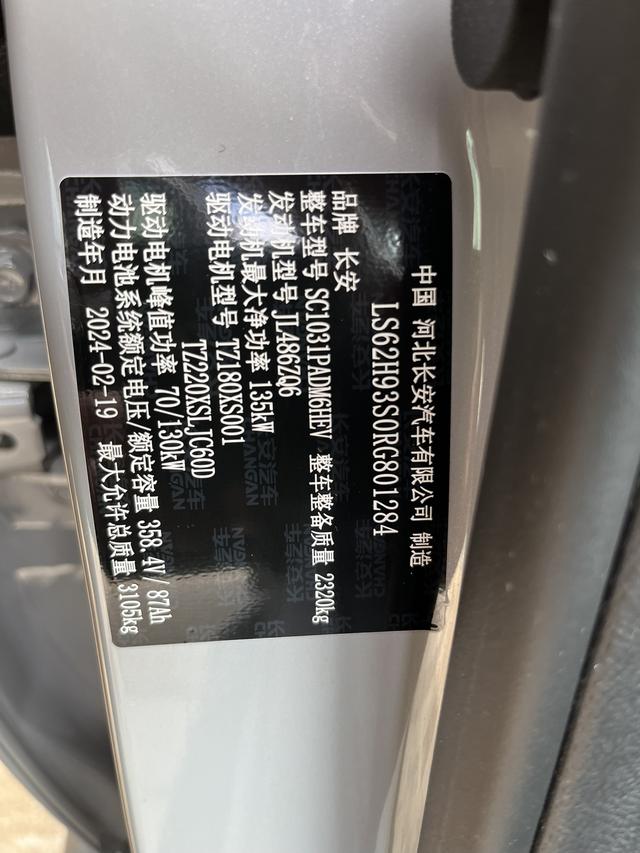 中国 河北长安汽车有限公司 制造
LS62H93S0RG801284
品牌 长安
整车型号 SC1031PADM6HEV 整车整备质量 2320kg
发动机型号 JL486ZQ6
发动机最大净功率 135kW
驱动电机型号 TZ180XS001
TZ220XSLJC60D
驱动电机峰值功率 70/130kW
动力电池系统额定电压/额定容量 358.4V/ 87Ah
制造年月 2024-02-19 最大允许总质量 3105kg